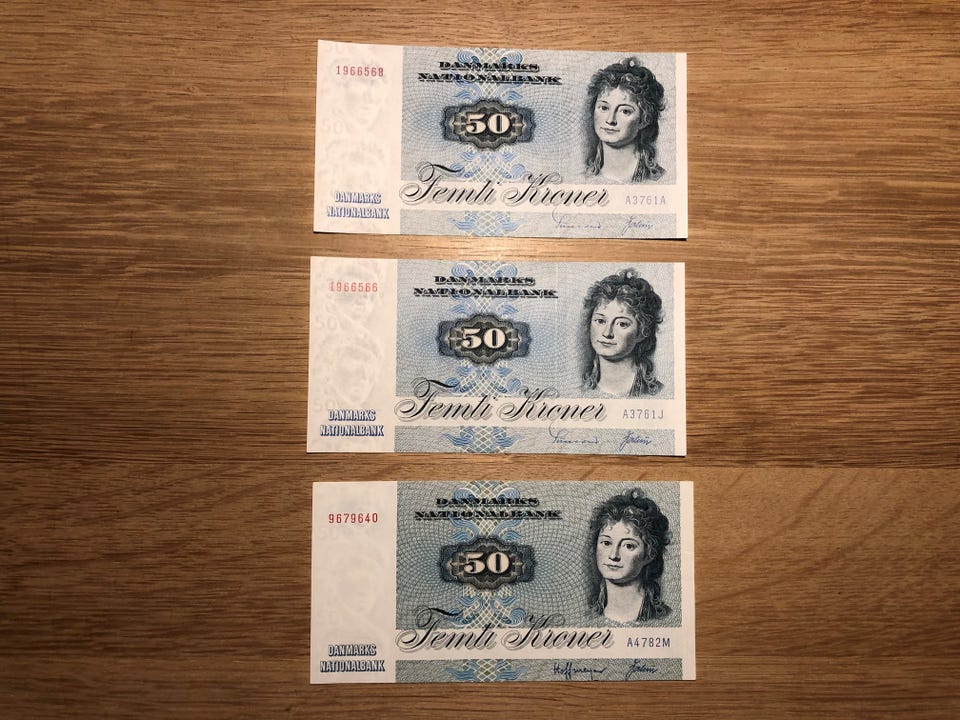 1966568
DANMARKS
NATIONALBANK
50
Femti Kroner
A3761A
DANMARKS
NATIONALBANK
1966566
DANMARKS
NATIONALBANK
50
Femti Kroner
A3761J
DANMARKS
NATIONALBANK
9679640
DANMARKS
NATIONALBANK
50
Femti Kroner
A4782M
DANMARKS
NATIONALBANK
Hoffmeyer